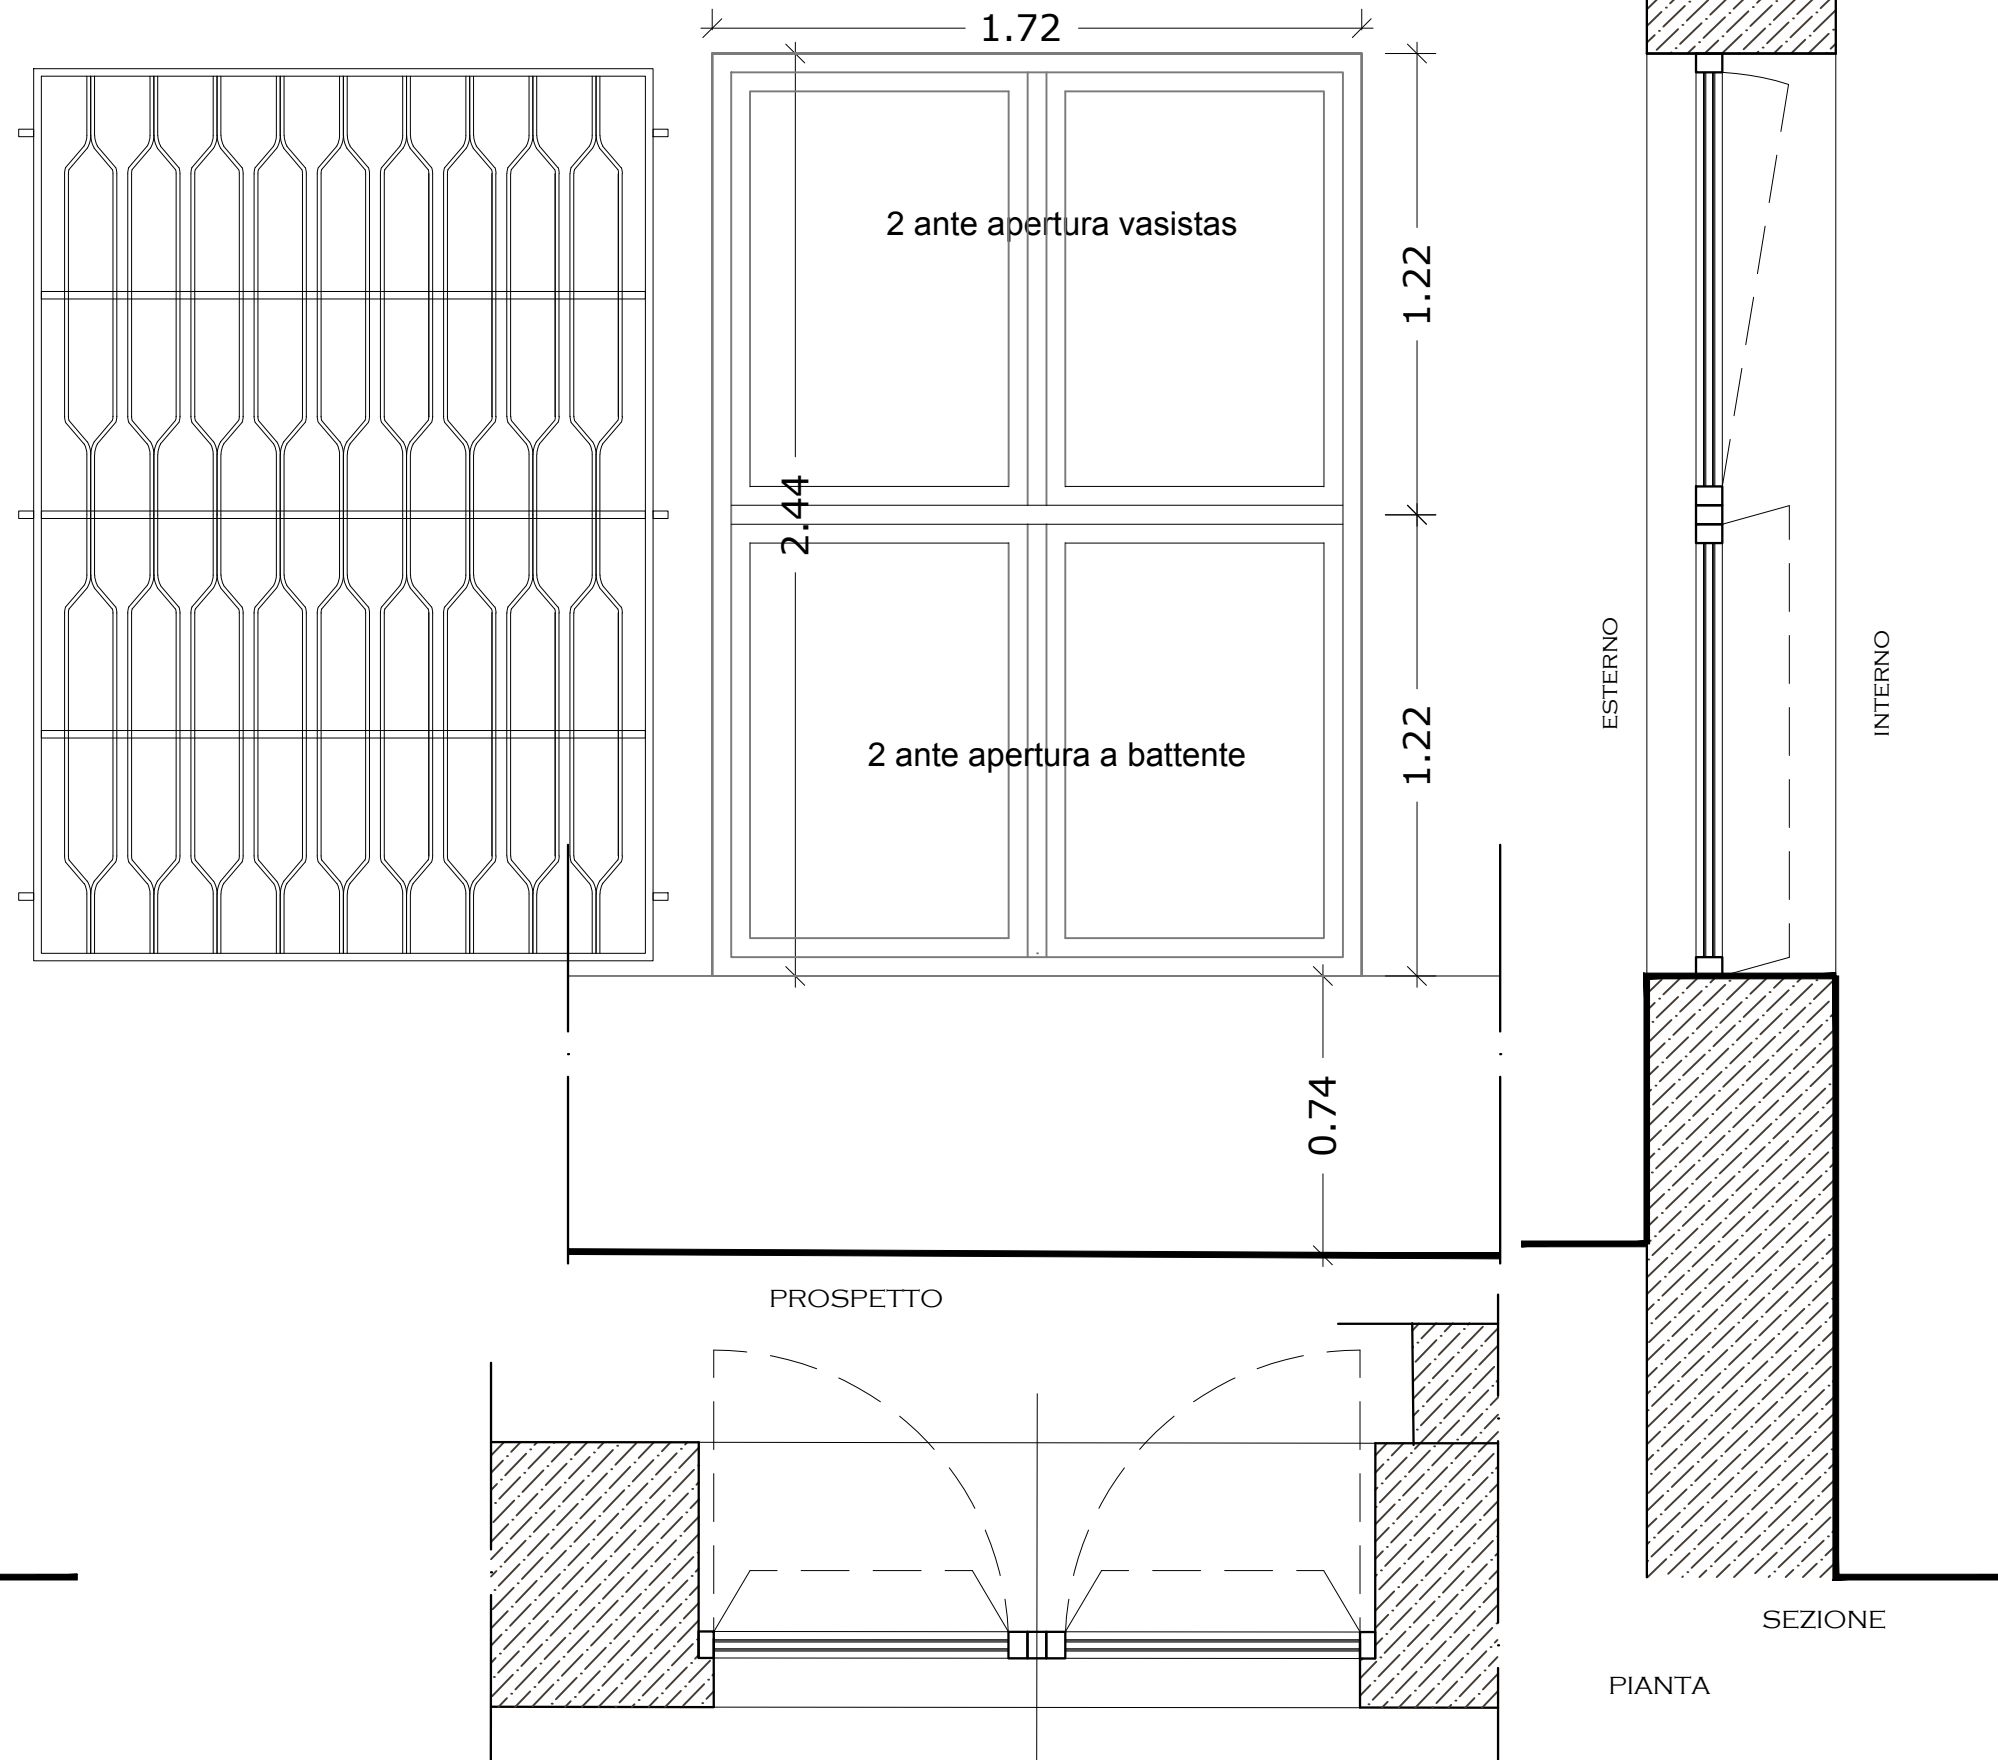 1.72
2 ante apertura vasistas
1.22
2.44
ESTERNO
INTERNO
2 ante apertura a battente
1.22
0.74
PROSPETTO
SEZIONE
PIANTA